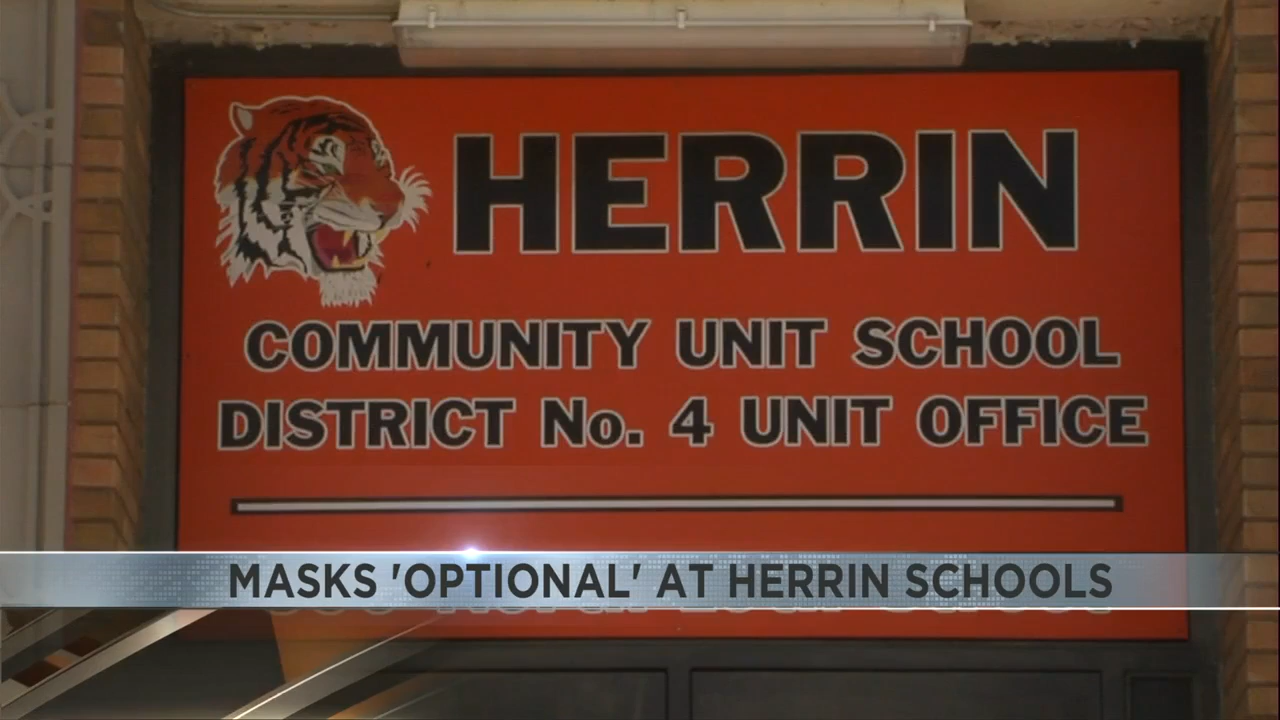 HERRIN
COMMUNITY UNIT SCHOOL
DISTRICT No. 4 UNIT OFFICE
MASKS 'OPTIONAL' AT HERRIN SCHOOLS